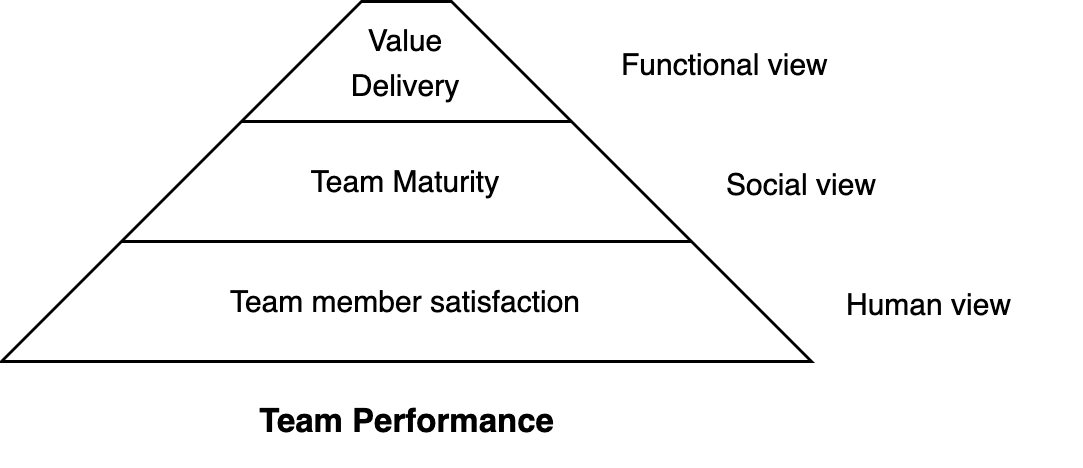 Value
Delivery
Functional view
Team Maturity
Social view
Team member satisfaction
Human view
Team Performance